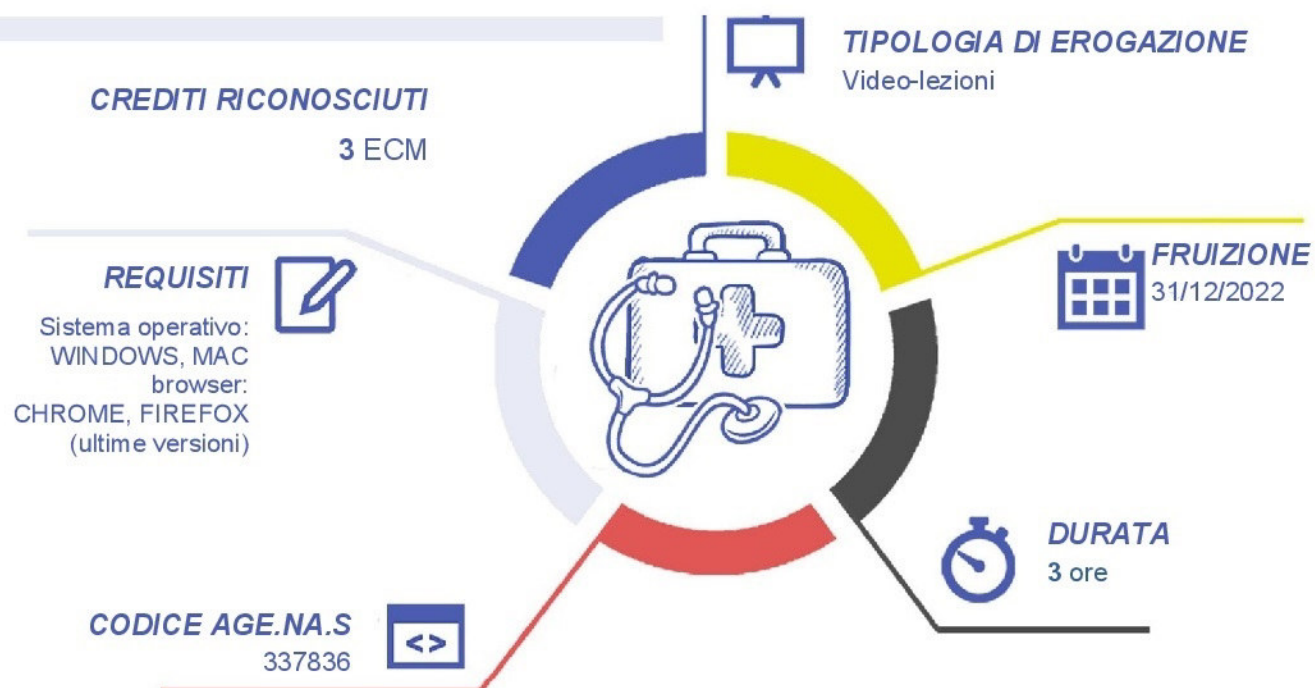 TIPOLOGIA DI EROGAZIONE
Video-lezioni
CREDITI RICONOSCIUTI
3 ECM
FRUIZIONE
31/12/2022
REQUISITI
Sistema operativo:
WINDOWS, MAC
browser:
CHROME, FIREFOX
(ultime versioni)
DURATA
3 ore
CODICE AGE.NA.S
337836
<>